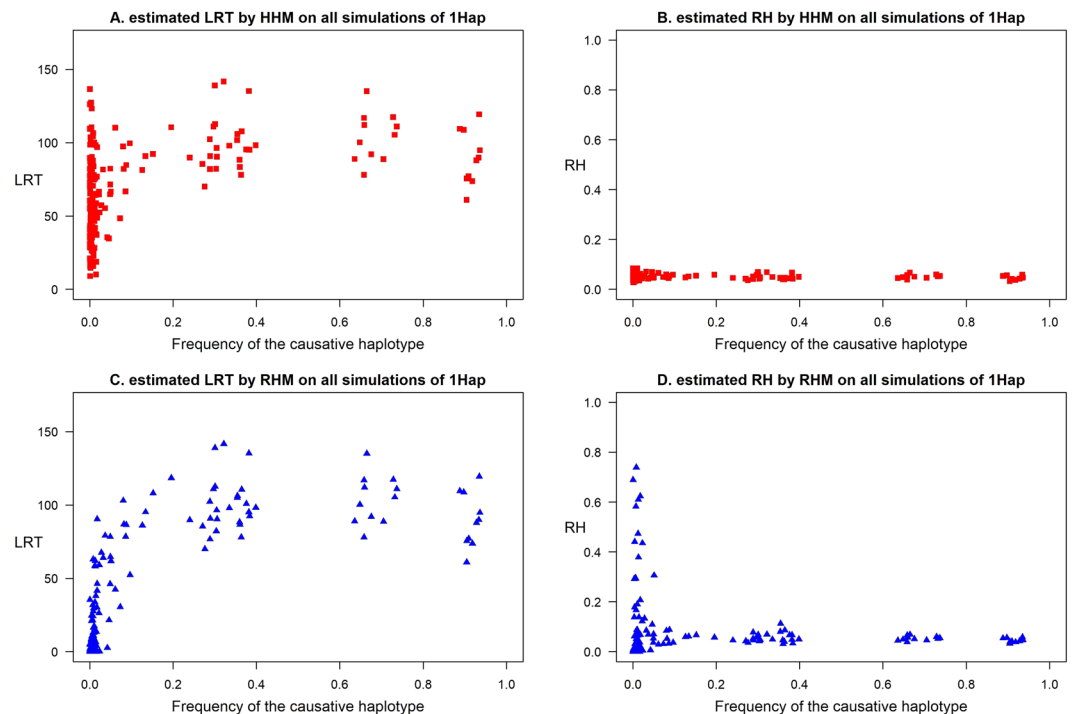 A. estimated LRT by HHM on all simulations of 1Hap
150
100
LRT
50
0
0.0 0.2 0.4 0.6 0.8 1.0
Frequency of the causative haplotype
B. estimated RH by HHM on all simulations of 1Hap
1.0
0.8
0.6
RH
0.4
0.2
0.0
0.0 0.2 0.4 0.6 0.8 1.0
Frequency of the causative haplotype
C. estimated LRT by RHM on all simulations of 1Hap
150
100
LRT
50
0
0.0 0.2 0.4 0.6 0.8 1.0
Frequency of the causative haplotype
D. estimated RH by RHM on all simulations of 1Hap
1.0
0.8
0.6
RH
0.4
0.2
0.0
0.0 0.2 0.4 0.6 0.8 1.0
Frequency of the causative haplotype